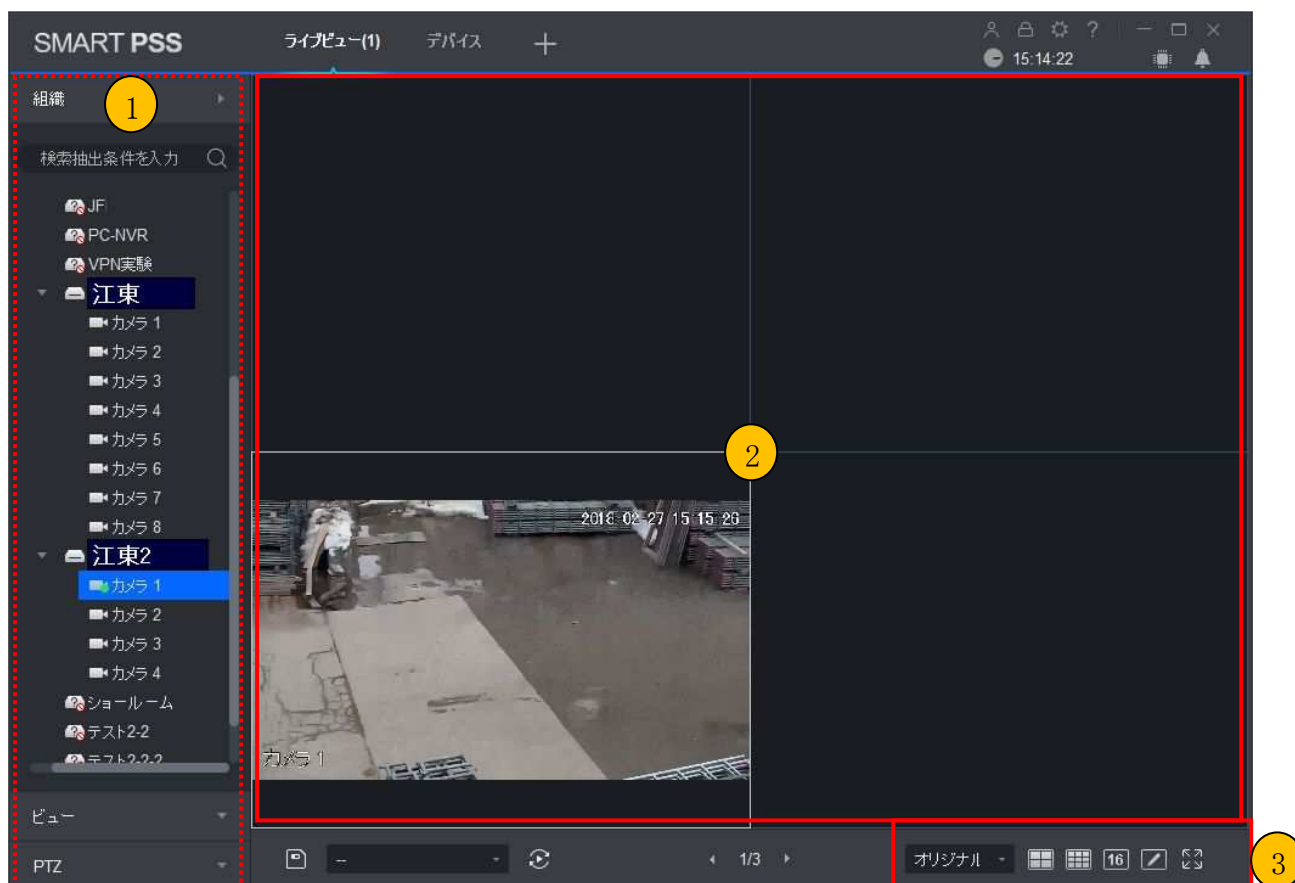 SMART PSS
ライブビュー(1)
デバイス
?
15:14:22
組織
1
検索抽出条件を入力
JF
PC-NVR
VPN実験
江東
カメラ 1
カメラ 2
カメラ 3
カメラ 4
カメラ 5
カメラ 6
カメラ 7
カメラ 8
江東2
カメラ 1
カメラ 2
カメラ 3
カメラ 4
ショールーム
テスト2-2
テスト2-2-2
ビュー
PTZ
2
2018-02-27 15:15:26
カメラ 1
--
1/3
オリジナル
16
3